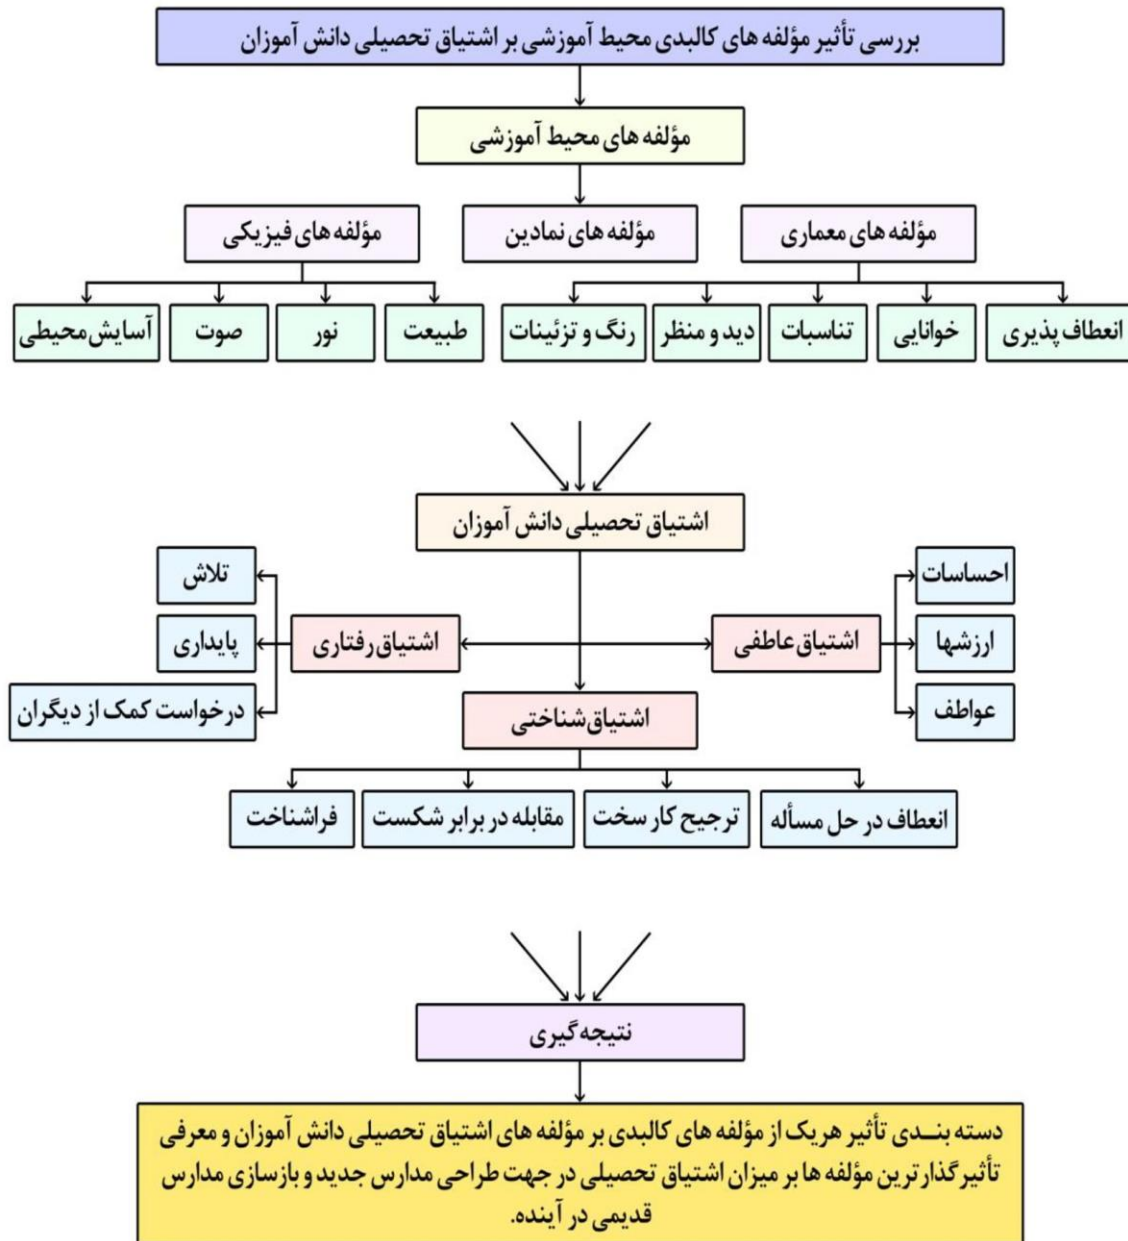 بررسی تأثیر مؤلفه های کالبدی محیط آموزشی بر اشتیاق تحصیلی دانش آموزان
مؤلفه های محیط آموزشی
مؤلفه های معماری
مؤلفه های نمادین
مؤلفه های فیزیکی
انعطاف پذیری
خوانایی
تناسبات
دید و منظر
رنگ و تزئینات
طبیعت
نور
صوت
آسایش محیطی
اشتیاق تحصیلی دانش آموزان
اشتیاق عاطفی
احساسات
ارزشها
عواطف
اشتیاق رفتاری
تلاش
پایداری
درخواست کمک از دیگران
اشتیاق شناختی
انعطاف در حل مسأله
ترجیح کار سخت
مقابله در برابر شکست
فراشناخت
نتیجه گیری
دسته بنـدی تأثیر هریک از مؤلفه های کالبدی بر مؤلفه های اشتیاق تحصیلی دانش آموزان و معرفی
تأثیر گذار ترین مؤلفه ها بر میزان اشتیاق تحصیلی در جهت طراحی مدارس جدید و بازسازی مدارس
قدیمی در آینده.